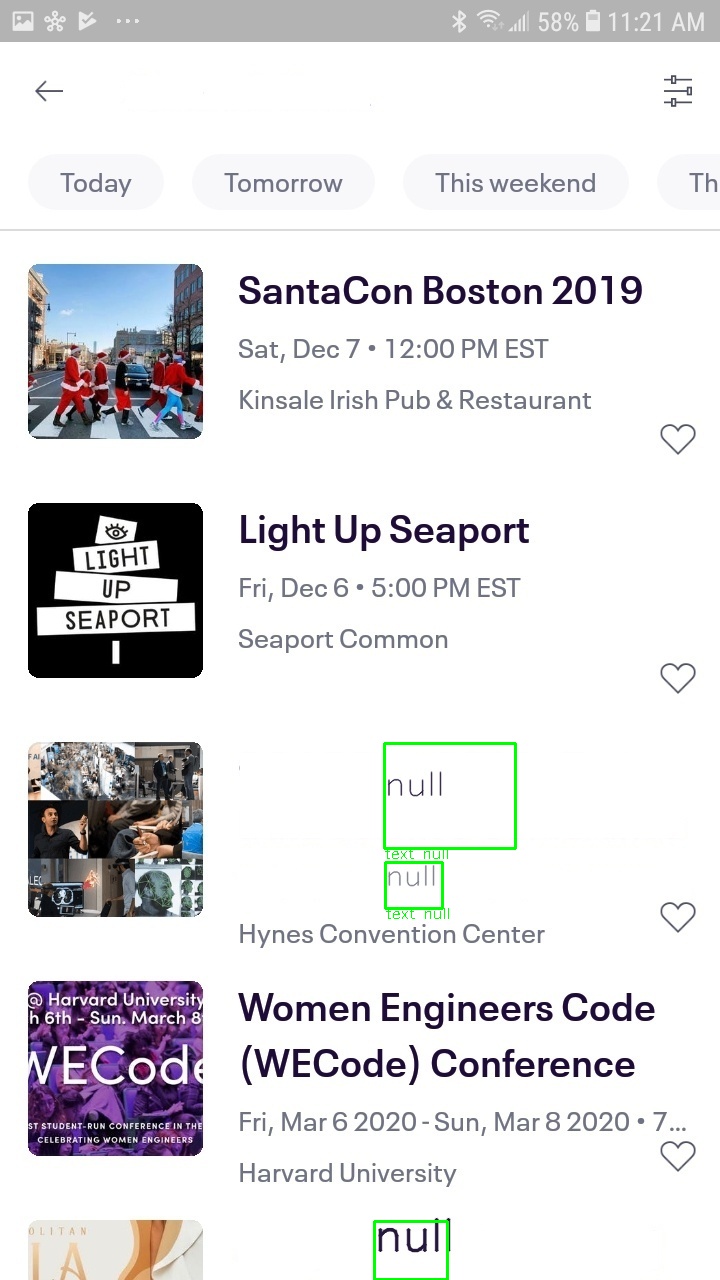 58% 11:21 AM
Today Tomorrow This weekend Th
SantaCon Boston 2019
Sat, Dec 7 • 12:00 PM EST
Kinsale Irish Pub & Restaurant
LIGHT
UP
SEAPORT
Light Up Seaport
Fri, Dec 6 • 5:00 PM EST
Seaport Common
null
text null
null
text null
Hynes Convention Center
@ Harvard University
h 6th - Sun. March 8
WECode
ST STUDENT-RUN CONFERENCE IN THE
CELEBRATING WOMEN ENGINEERS
Women Engineers Code
(WECode) Conference
Fri, Mar 6 2020 - Sun, Mar 8 2020 • 7...
Harvard University
OLITAN
null